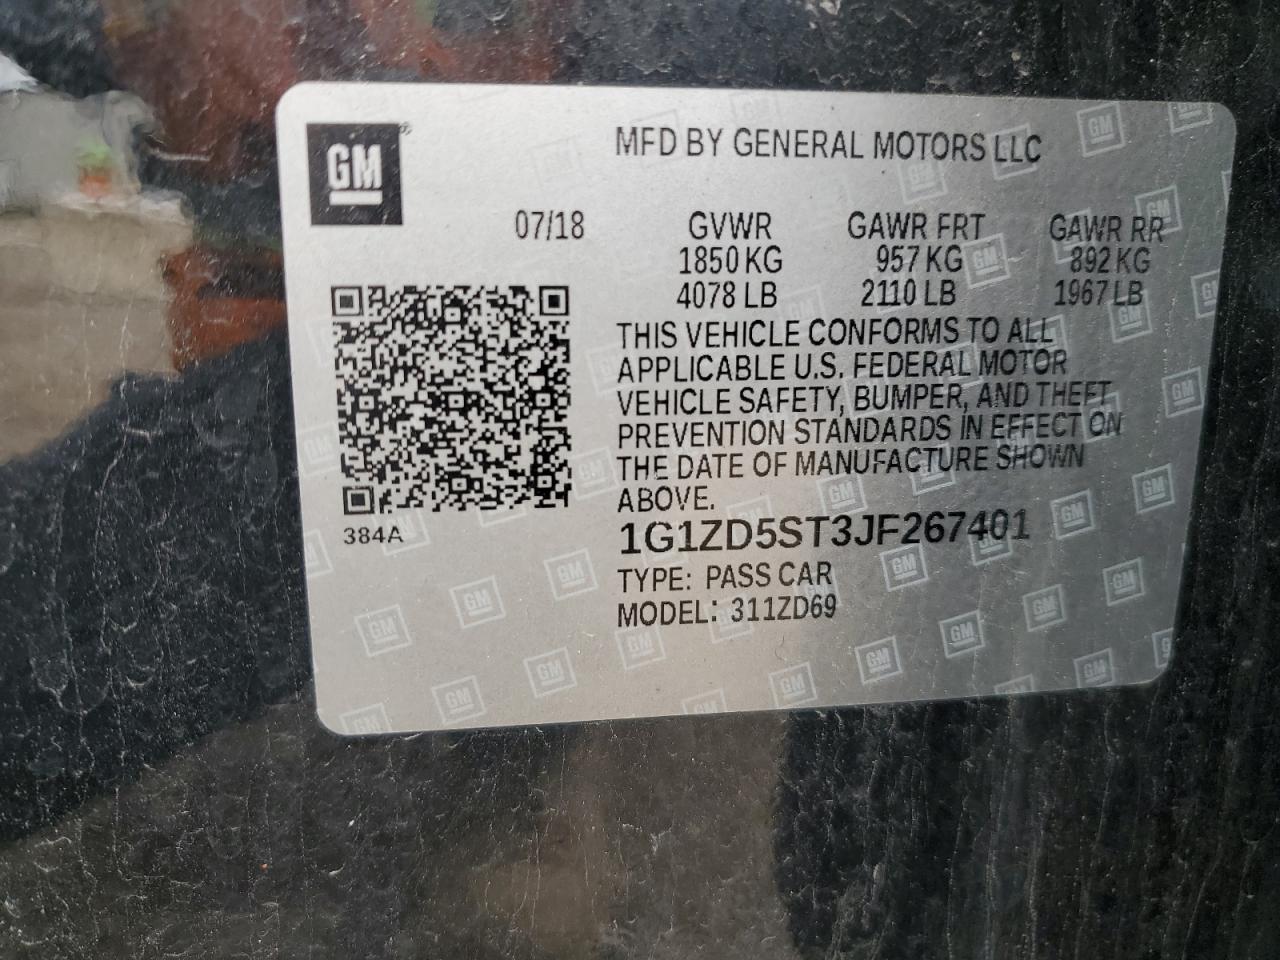 GM
MFD BY GENERAL MOTORS LLC
07/18 GVWR GAWR FRT GAWR RR
1850 KG 957 KG 892 KG
4078 LB 2110 LB 1967 LB
THIS VEHICLE CONFORMS TO ALL
APPLICABLE U.S. FEDERAL MOTOR
VEHICLE SAFETY, BUMPER, AND THEFT
PREVENTION STANDARDS IN EFFECT ON
THE DATE OF MANUFACTURE SHOWN
ABOVE.
384A
1G1ZD5ST3JF267401
TYPE: PASS CAR
MODEL: 311ZD69